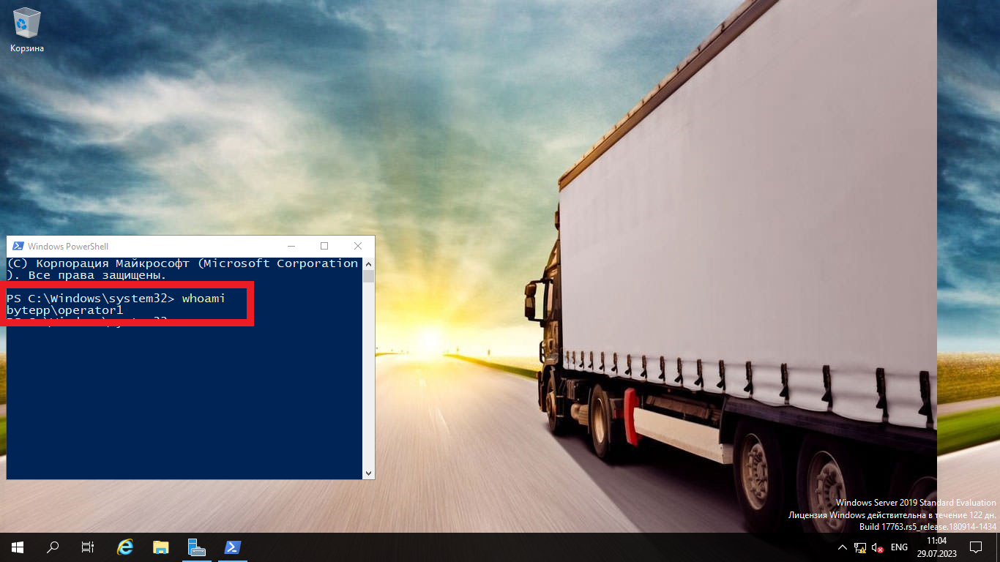 Корзина
Windows PowerShell
(C) Корпорация Майкрософт (Microsoft Corporation
). Все права защищены.
PS C:\Windows\system32> whoami
bytepp\operator1
Windows Server 2019 Standard Evaluation
Лицензия Windows действительна в течение 122 дн.
Build 17763.rs5_release.180914-1434
ENG
11:04
29.07.2023